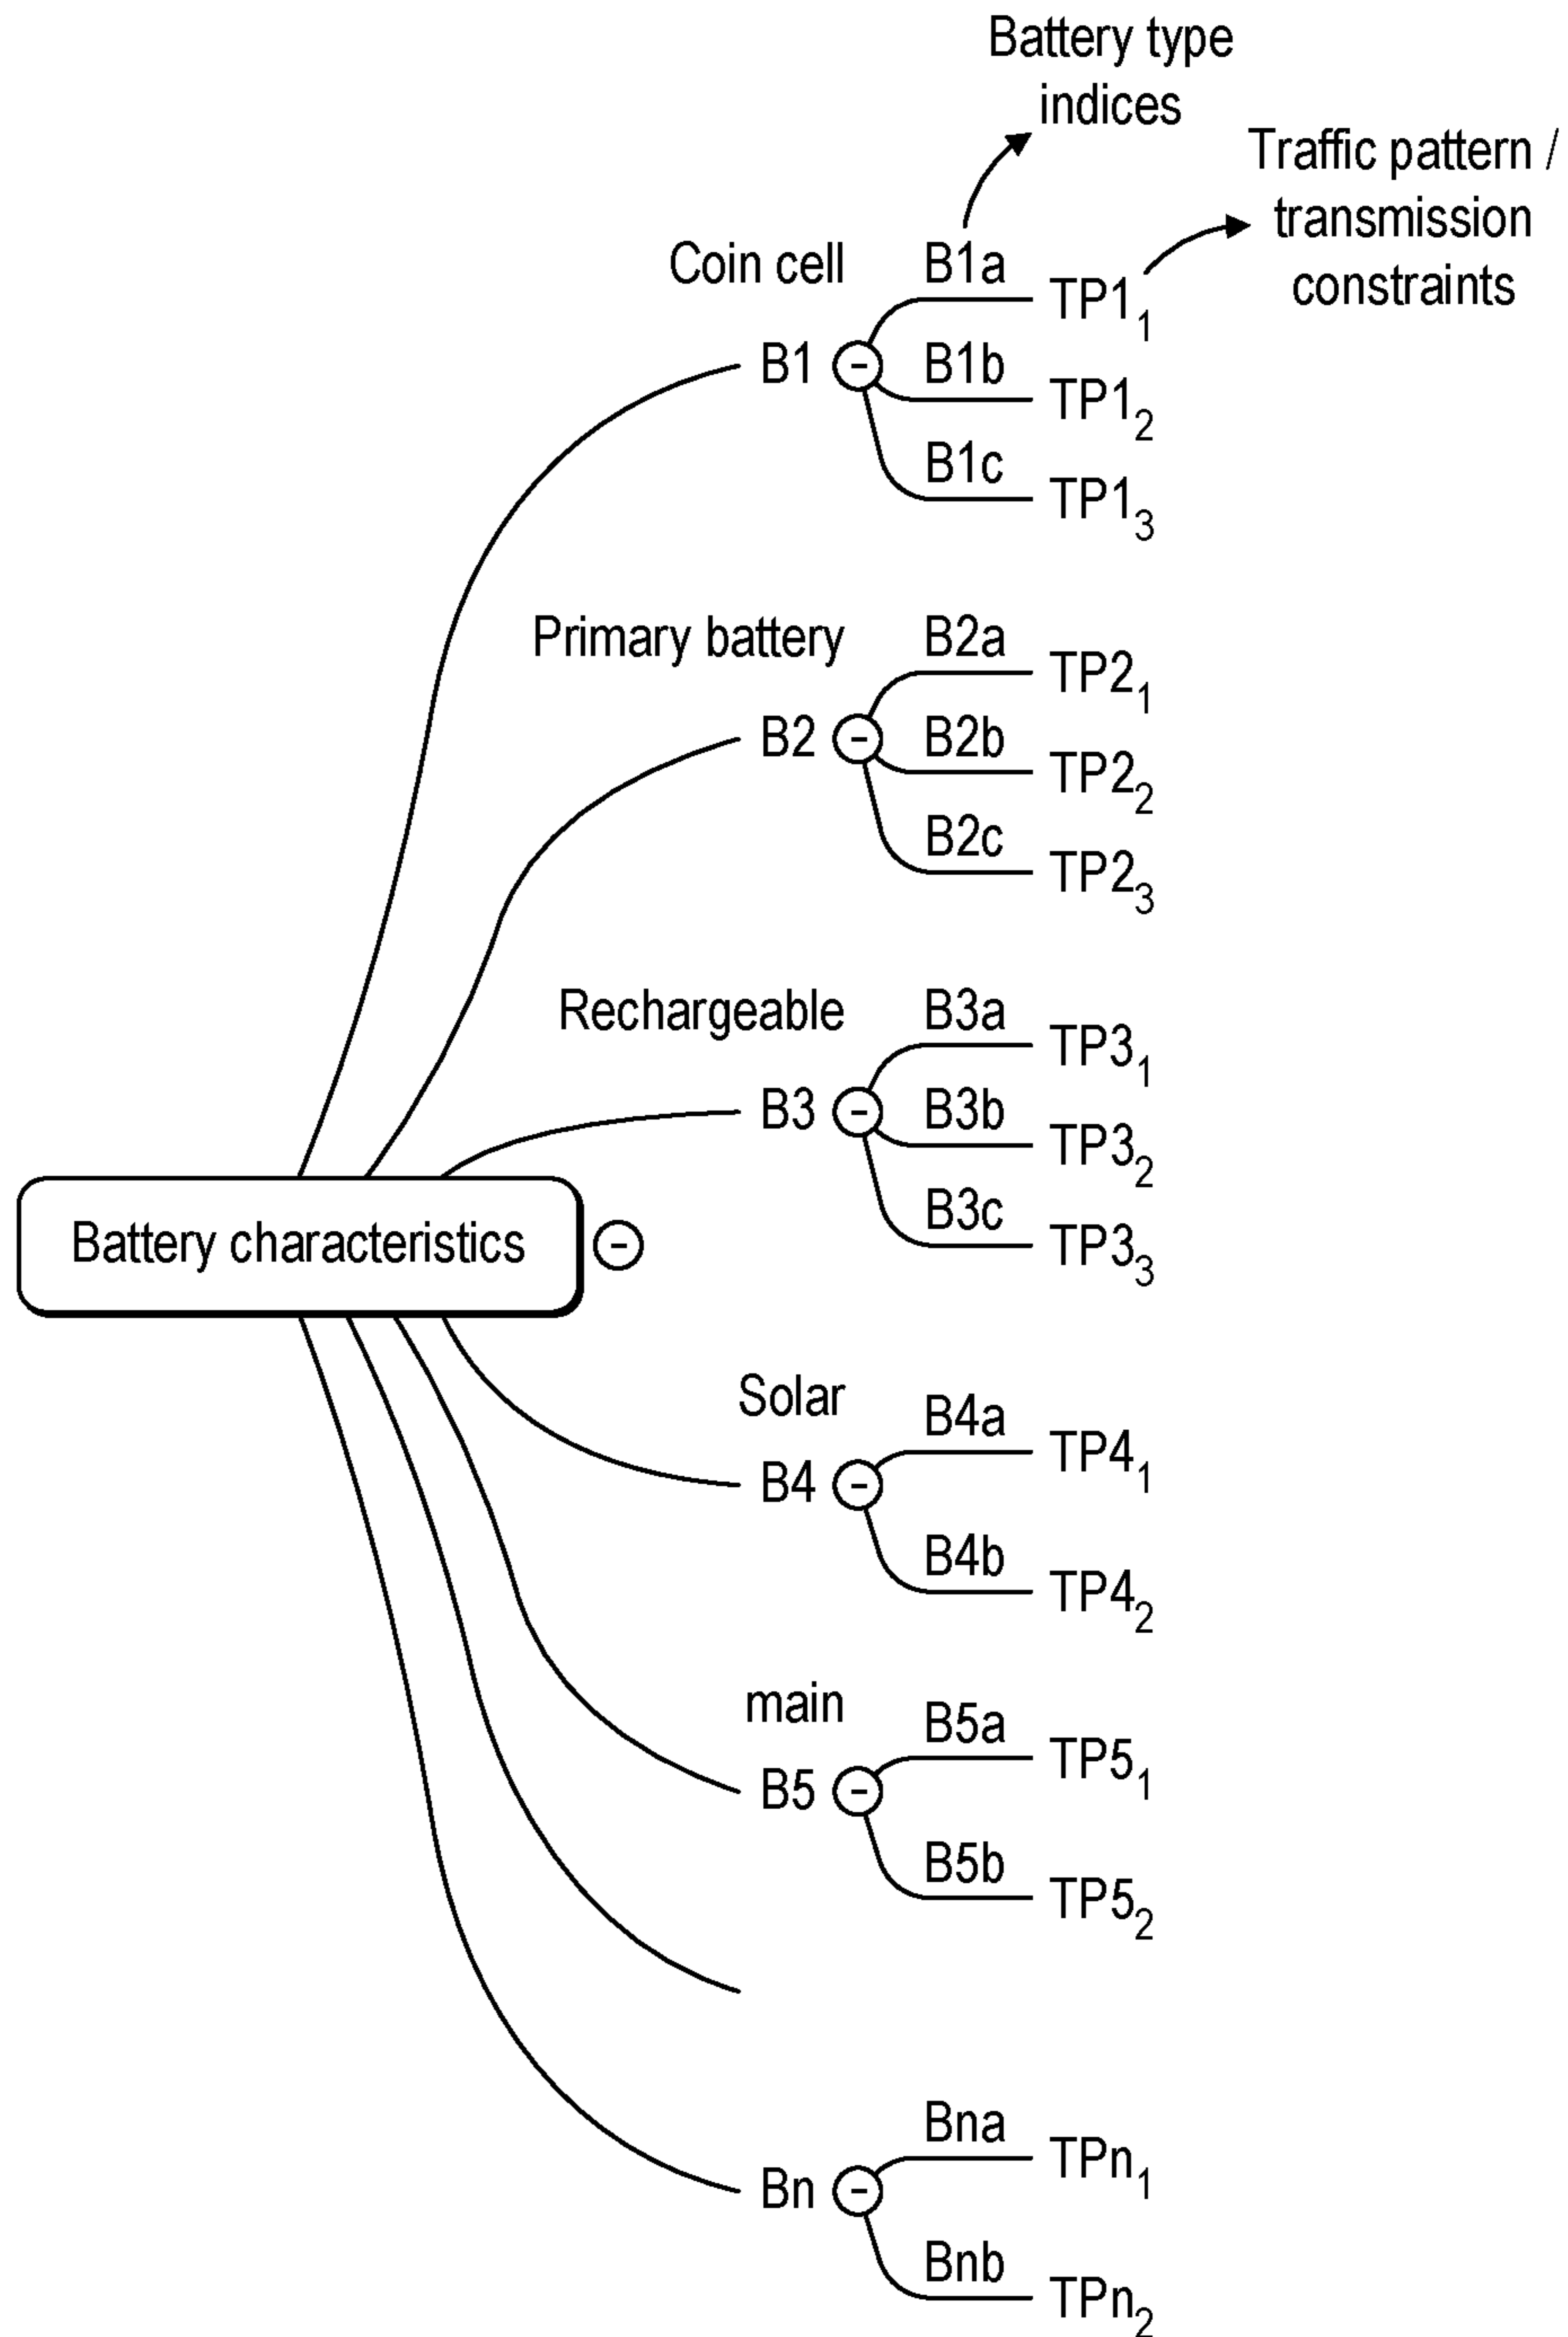 Battery type
indices
Traffic pattern /
transmission
constraints
Coin cell
B1
B1a
TP1₁
B1b
TP1₂
B1c
TP1₃
Primary battery
B2
B2a
TP2₁
B2b
TP2₂
B2c
TP2₃
Rechargeable
B3
B3a
TP3₁
B3b
TP3₂
B3c
TP3₃
Battery characteristics
Solar
B4
B4a
TP4₁
B4b
TP4₂
main
B5
B5a
TP5₁
B5b
TP5₂
Bn
Bna
TPn₁
Bnb
TPn₂